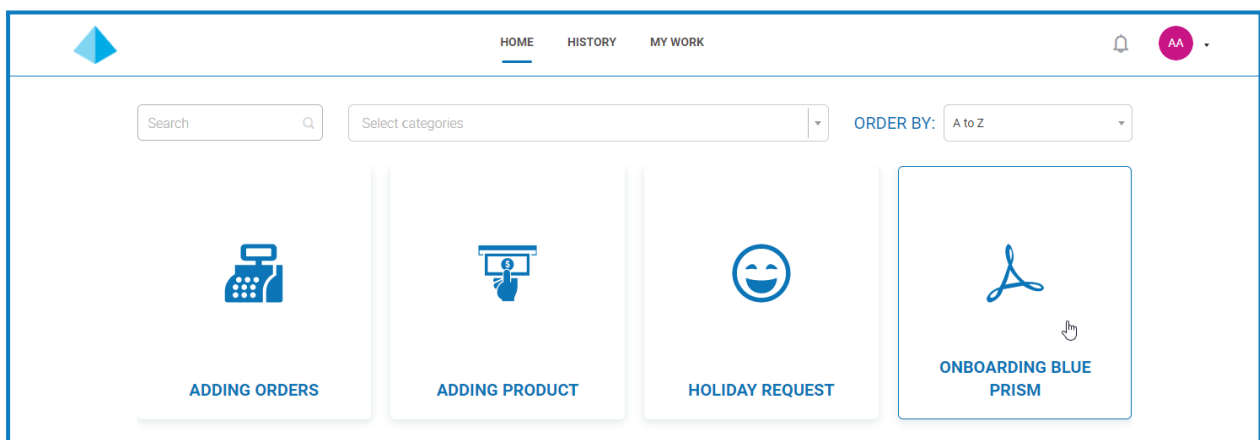 HOME HISTORY MY WORK
AA
Search
Select categories
ORDER BY:
A to Z
$
ADDING ORDERS
ADDING PRODUCT
HOLIDAY REQUEST
ONBOARDING BLUE
PRISM